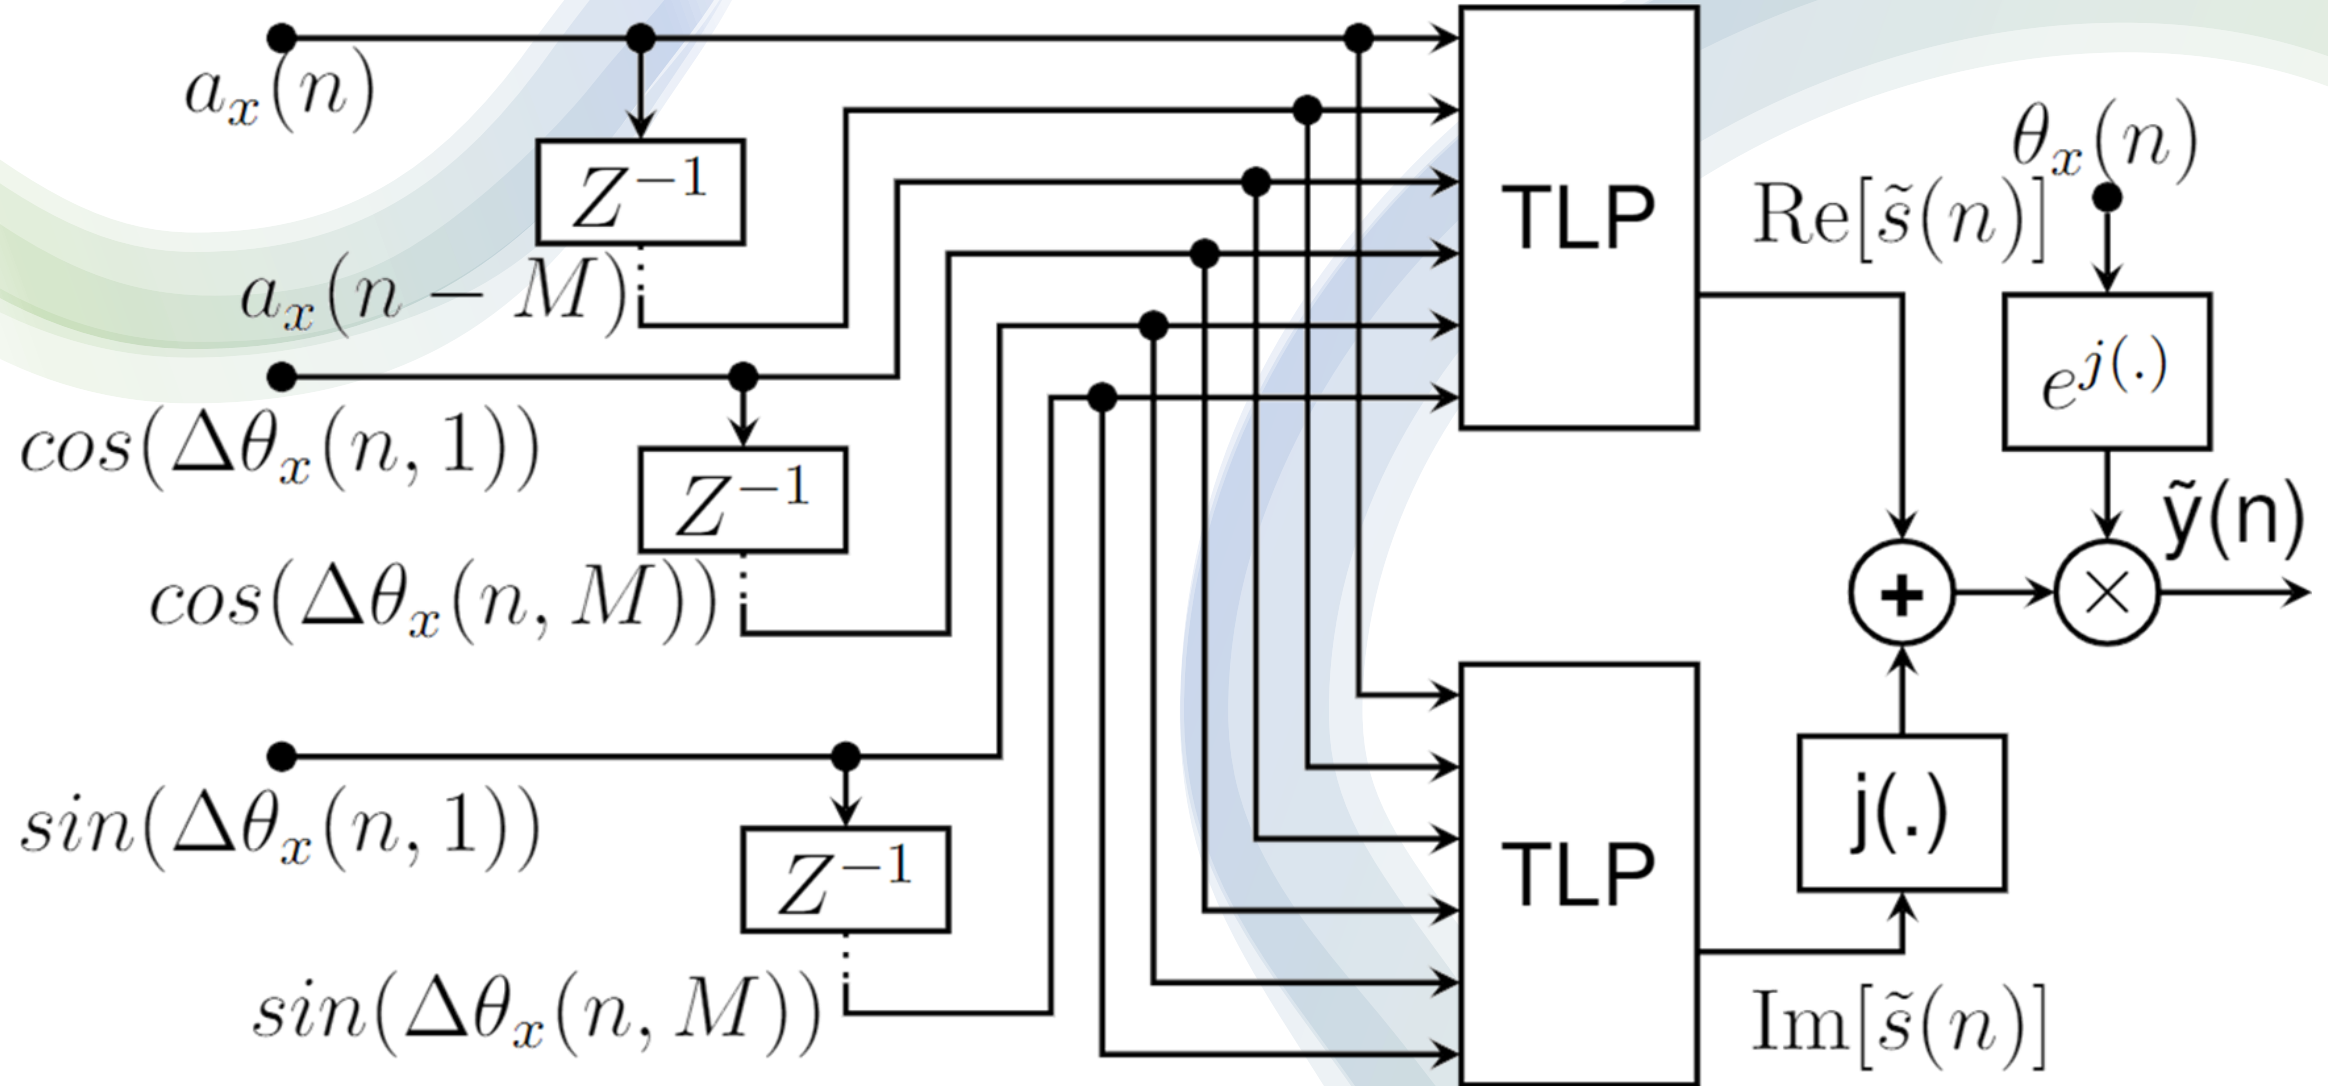 a_x(n)
Z^{-1}
a_x(n − M)
cos(Δθ_x(n, 1))
Z^{-1}
cos(Δθ_x(n, M))
sin(Δθ_x(n, 1))
Z^{-1}
sin(Δθ_x(n, M))
TLP
Re[s̃(n)]
θ_x(n)
e^{j(.)}
+
×
ỹ(n)
TLP
j(.)
Im[s̃(n)]